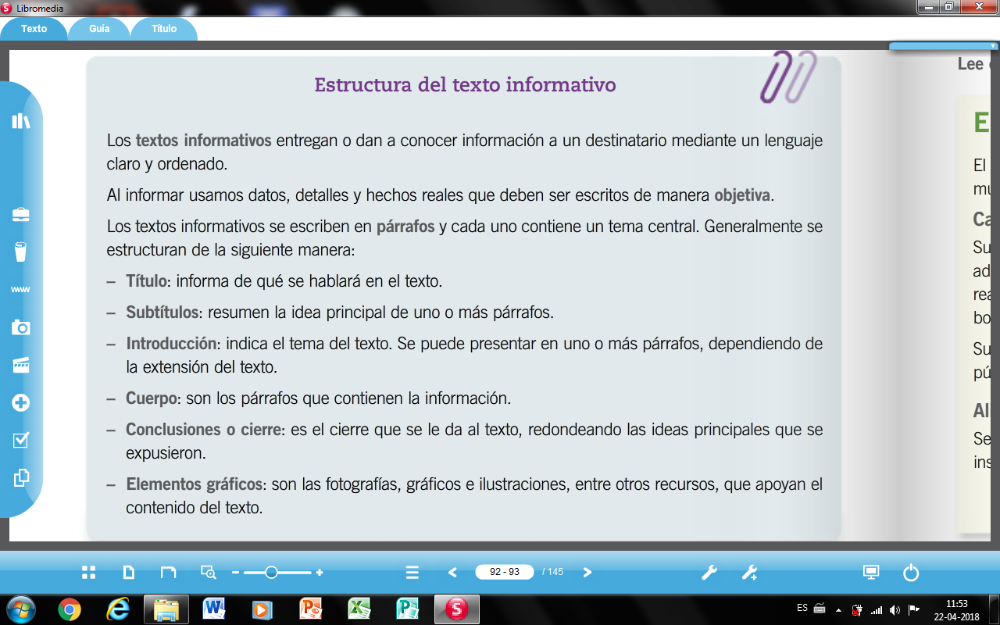 Libromedia
Texto
Guía
Título
Estructura del texto informativo
Los textos informativos entregan o dan a conocer información a un destinatario mediante un lenguaje
claro y ordenado.
Al informar usamos datos, detalles y hechos reales que deben ser escritos de manera objetiva.
Los textos informativos se escriben en párrafos y cada uno contiene un tema central. Generalmente se
estructuran de la siguiente manera:
– Título: informa de qué se hablará en el texto.
– Subtítulos: resumen la idea principal de uno o más párrafos.
– Introducción: indica el tema del texto. Se puede presentar en uno o más párrafos, dependiendo de
la extensión del texto.
– Cuerpo: son los párrafos que contienen la información.
– Conclusiones o cierre: es el cierre que se le da al texto, redondeando las ideas principales que se
expusieron.
– Elementos gráficos: son las fotografías, gráficos e ilustraciones, entre otros recursos, que apoyan el
contenido del texto.
Lee
E
El
mu
Ca
Su
ad
rea
bo
Su
pú
Al
Se
ins
www
92 - 93 / 145
ES
11:53
22-04-2018